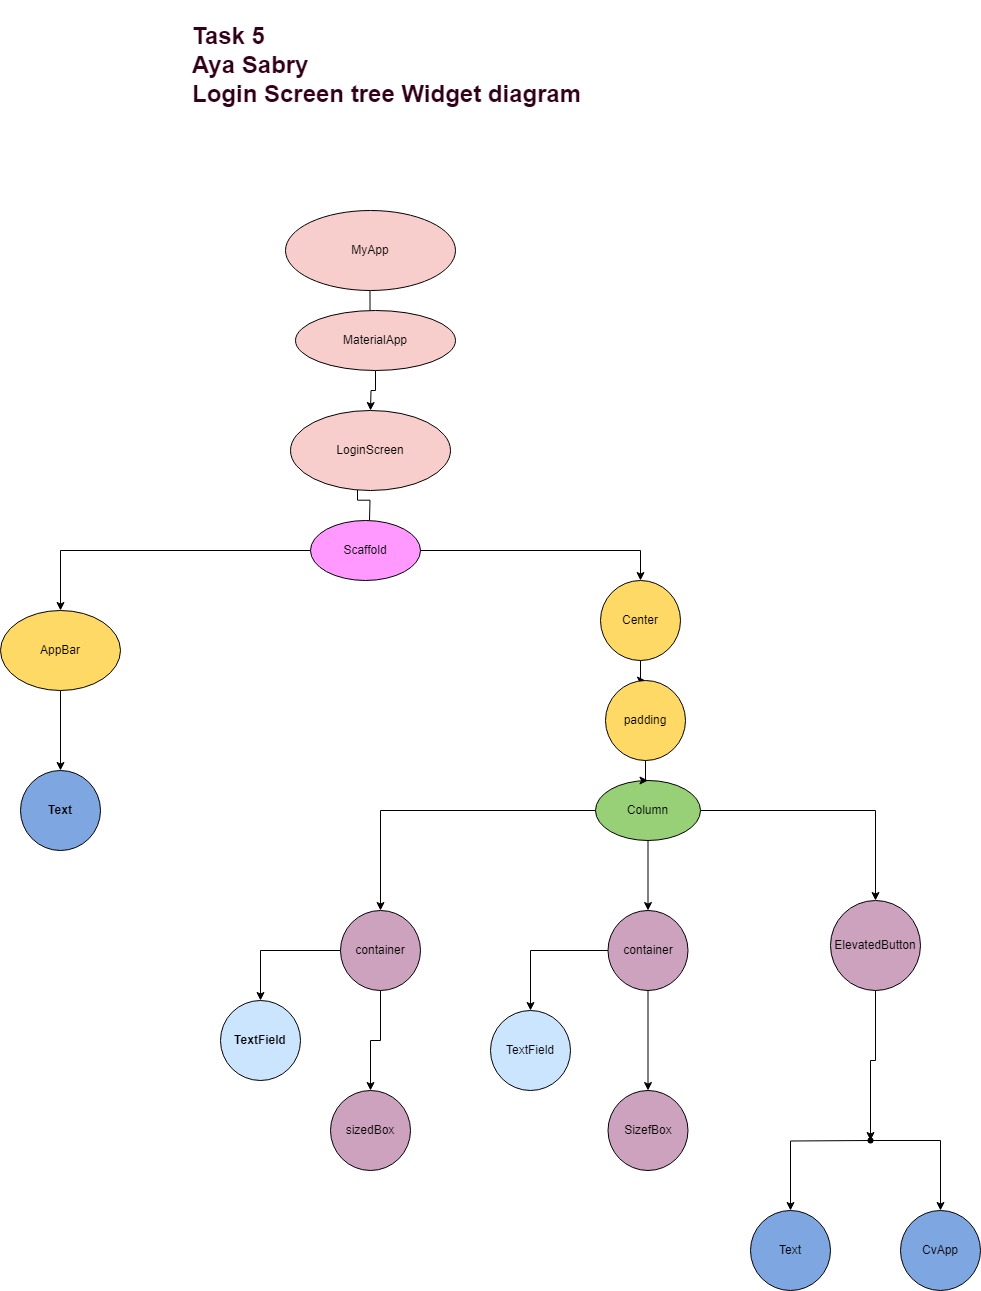 Task 5
Aya Sabry
Login Screen tree Widget diagram
MyApp
MaterialApp
LoginScreen
Scaffold
AppBar
Center
padding
Text
Column
container
container
ElevatedButton
TextField
TextField
sizedBox
SizefBox
Text
CvApp